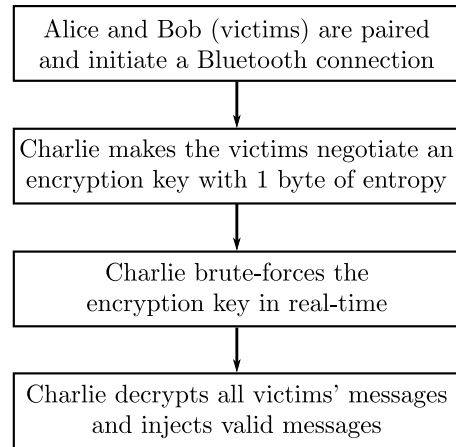 Alice and Bob (victims) are paired
and initiate a Bluetooth connection
Charlie makes the victims negotiate an
encryption key with 1 byte of entropy
Charlie brute-forces the
encryption key in real-time
Charlie decrypts all victims' messages
and injects valid messages